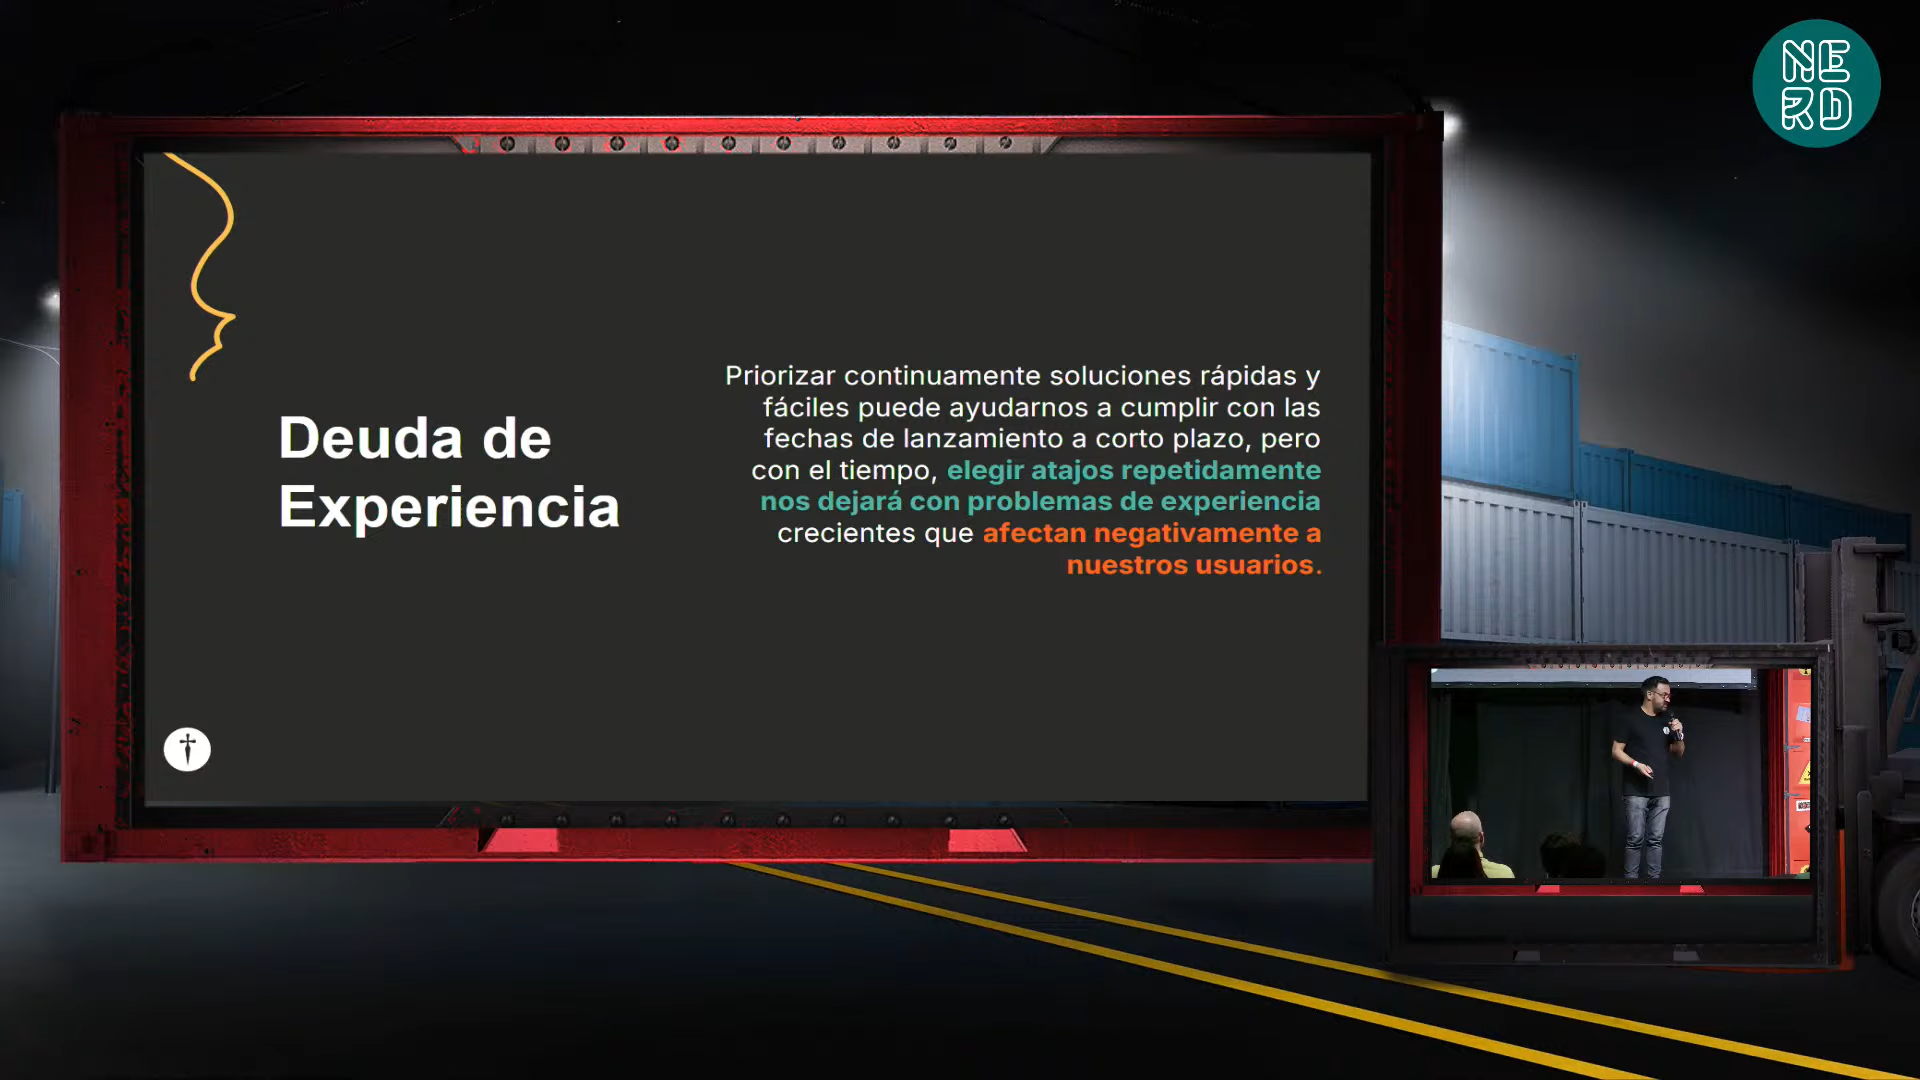 NE
RD
Deuda de
Experiencia
Priorizar continuamente soluciones rápidas y
fáciles puede ayudarnos a cumplir con las
fechas de lanzamiento a corto plazo, pero
con el tiempo, elegir atajos repetidamente
nos dejará con problemas de experiencia
crecientes que afectan negativamente a
nuestros usuarios.